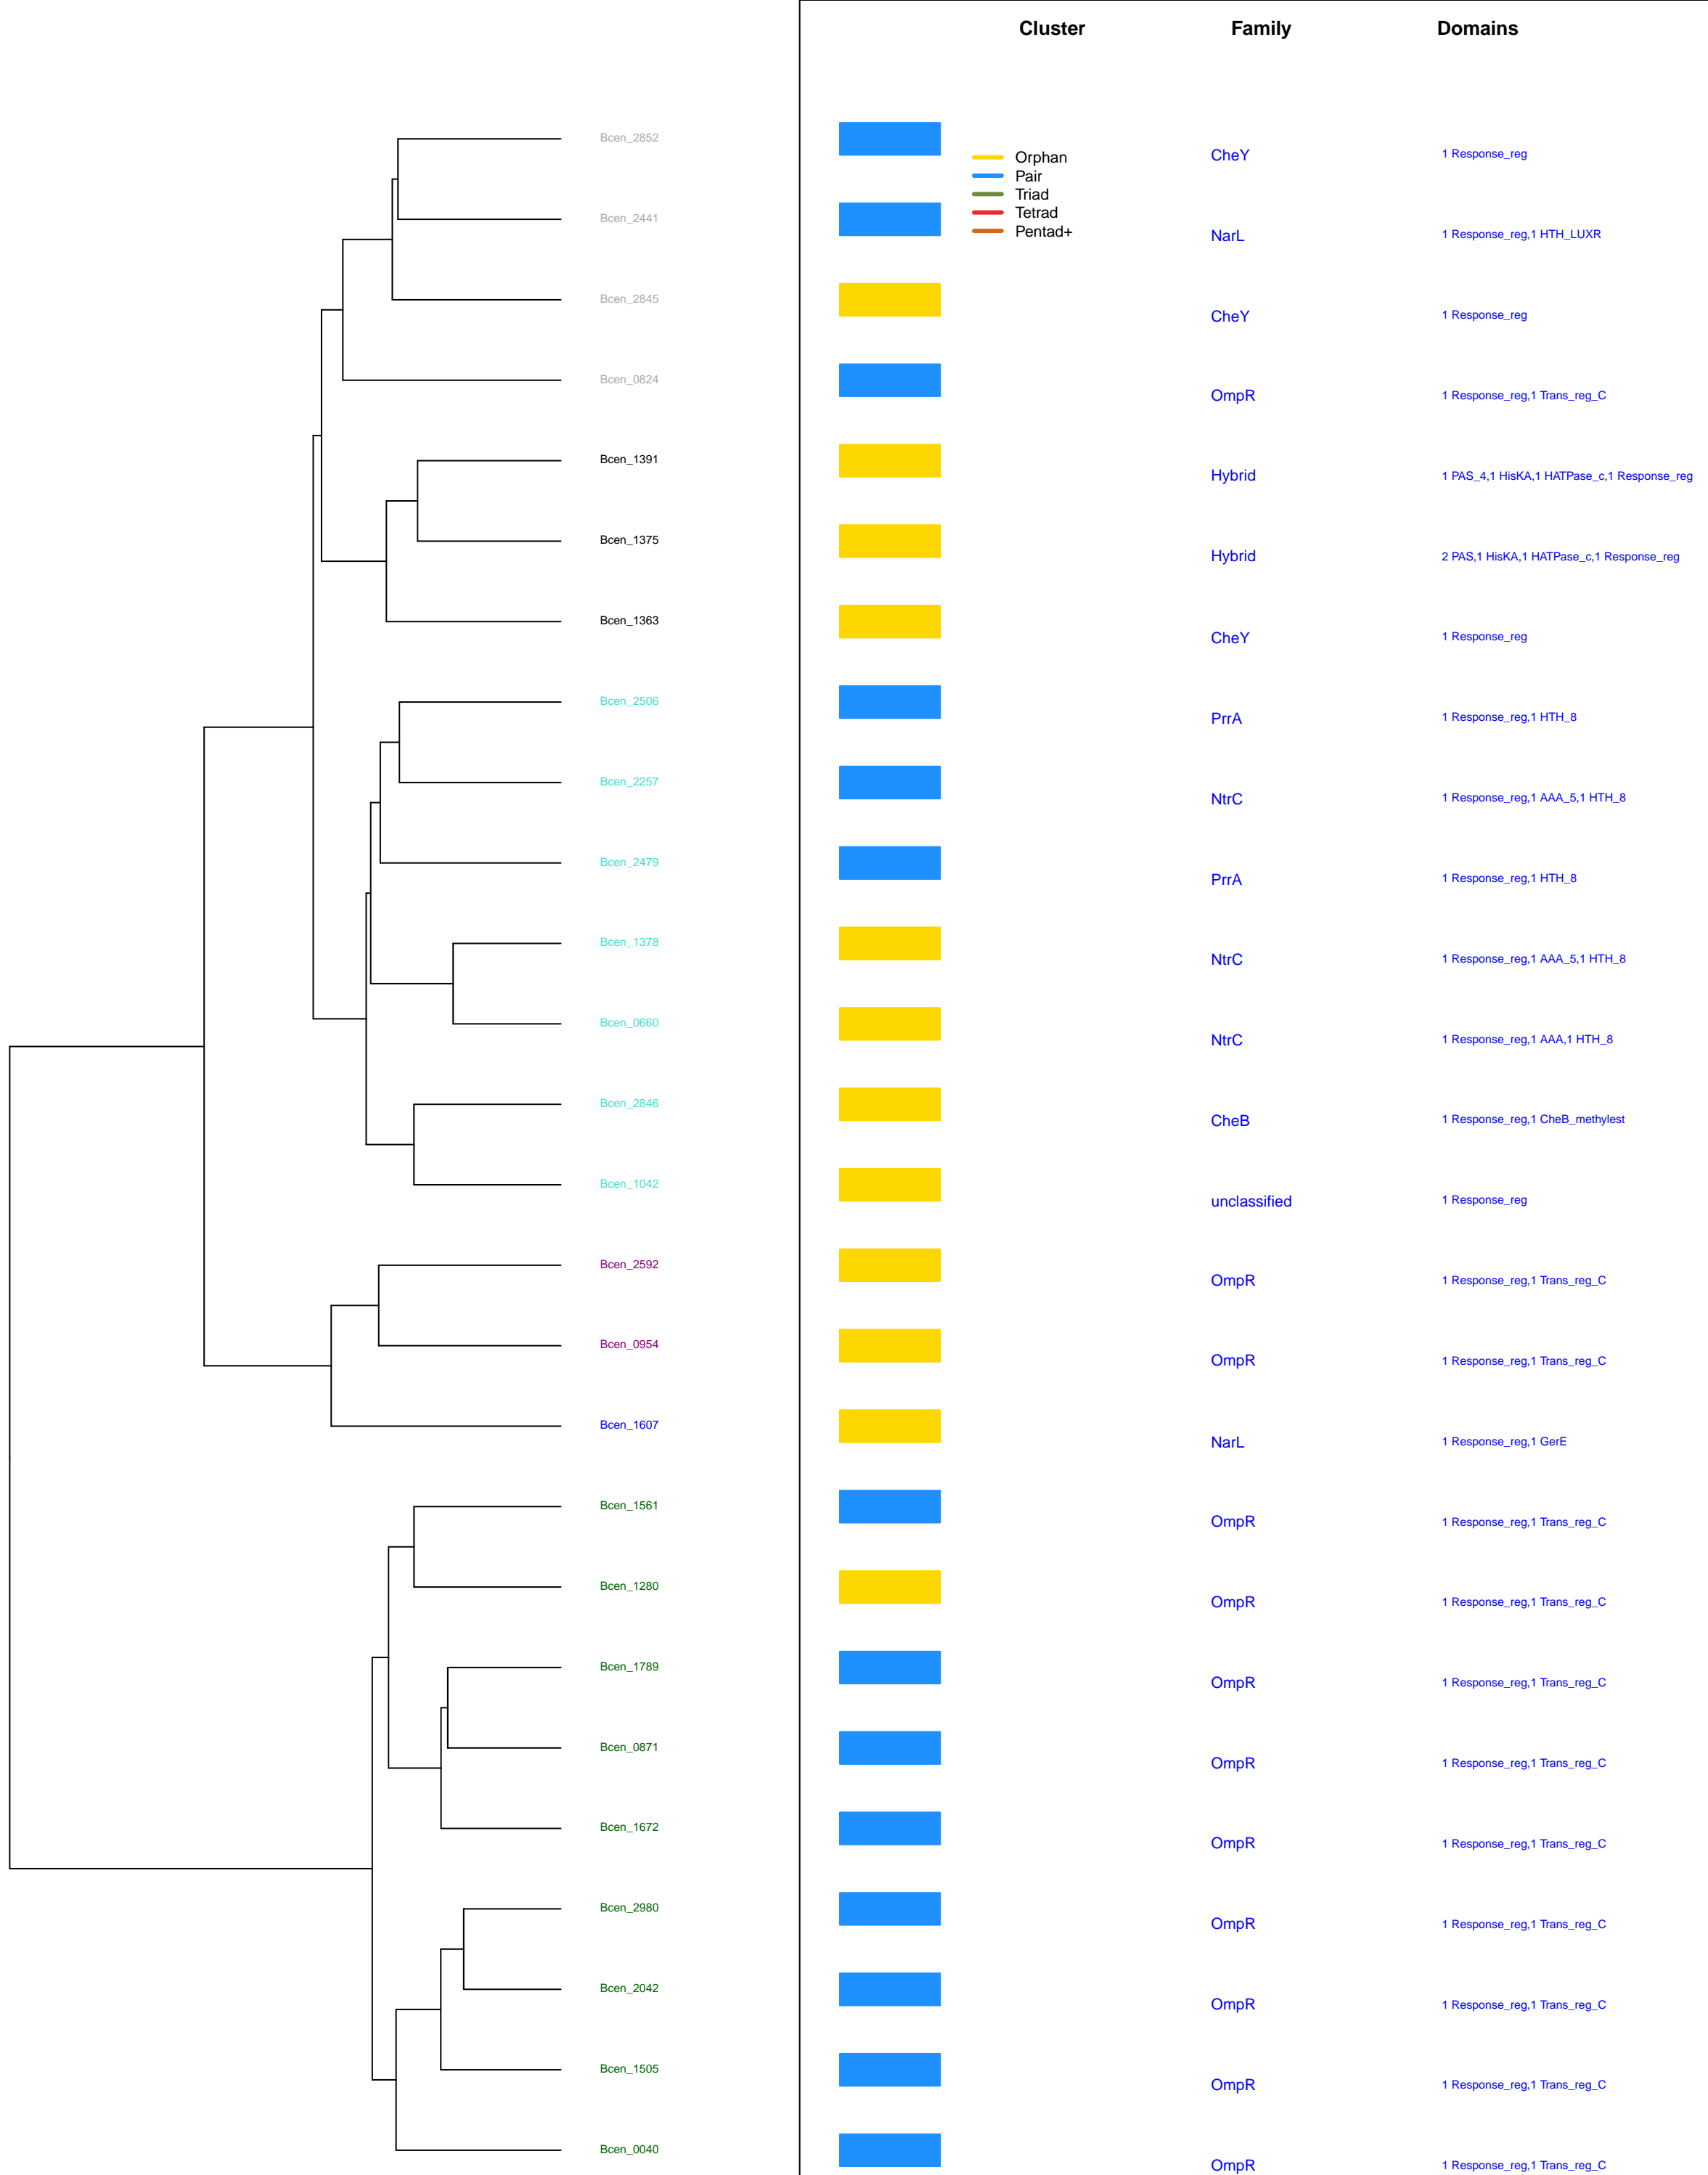 Cluster Family Domains
Bcen_2852
Orphan
CheY 1 Response_reg
Pair
Triad
Bcen_2441
Tetrad
Pentad+
NarL 1 Response_reg,1 HTH_LUXR
Bcen_2845
CheY 1 Response_reg
Bcen_0824
OmpR 1 Response_reg,1 Trans_reg_C
Bcen_1391
Hybrid 1 PAS_4,1 HisKA,1 HATPase_c,1 Response_reg
Bcen_1375
Hybrid 2 PAS,1 HisKA,1 HATPase_c,1 Response_reg
Bcen_1363
CheY 1 Response_reg
Bcen_2506
PrrA 1 Response_reg,1 HTH_8
Bcen_2257
NtrC 1 Response_reg,1 AAA_5,1 HTH_8
Bcen_2479
PrrA 1 Response_reg,1 HTH_8
Bcen_1378
NtrC 1 Response_reg,1 AAA_5,1 HTH_8
Bcen_0660
NtrC 1 Response_reg,1 AAA,1 HTH_8
Bcen_2846
CheB 1 Response_reg,1 CheB_methylest
Bcen_1042
unclassified 1 Response_reg
Bcen_2592
OmpR 1 Response_reg,1 Trans_reg_C
Bcen_0954
OmpR 1 Response_reg,1 Trans_reg_C
Bcen_1607
NarL 1 Response_reg,1 GerE
Bcen_1561
OmpR 1 Response_reg,1 Trans_reg_C
Bcen_1280
OmpR 1 Response_reg,1 Trans_reg_C
Bcen_1789
OmpR 1 Response_reg,1 Trans_reg_C
Bcen_0871
OmpR 1 Response_reg,1 Trans_reg_C
Bcen_1672
OmpR 1 Response_reg,1 Trans_reg_C
Bcen_2980
OmpR 1 Response_reg,1 Trans_reg_C
Bcen_2042
OmpR 1 Response_reg,1 Trans_reg_C
Bcen_1505
OmpR 1 Response_reg,1 Trans_reg_C
Bcen_0040
OmpR 1 Response_reg,1 Trans_reg_C